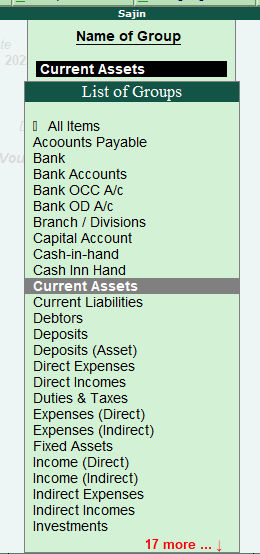 Sajin
Name of Group
202
Current Assets
List of Groups
All Items
Acoounts Payable
Bank
Bank Accounts
Bank OCC A/c
Bank OD A/c
Branch / Divisions
Capital Account
Cash-in-hand
Cash Inn Hand
Current Assets
Current Liabilities
Debtors
Deposits
Deposits (Asset)
Direct Expenses
Direct Incomes
Duties & Taxes
Expenses (Direct)
Expenses (Indirect)
Fixed Assets
Income (Direct)
Income (Indirect)
Indirect Expenses
Indirect Incomes
Investments
17 more ... ↓